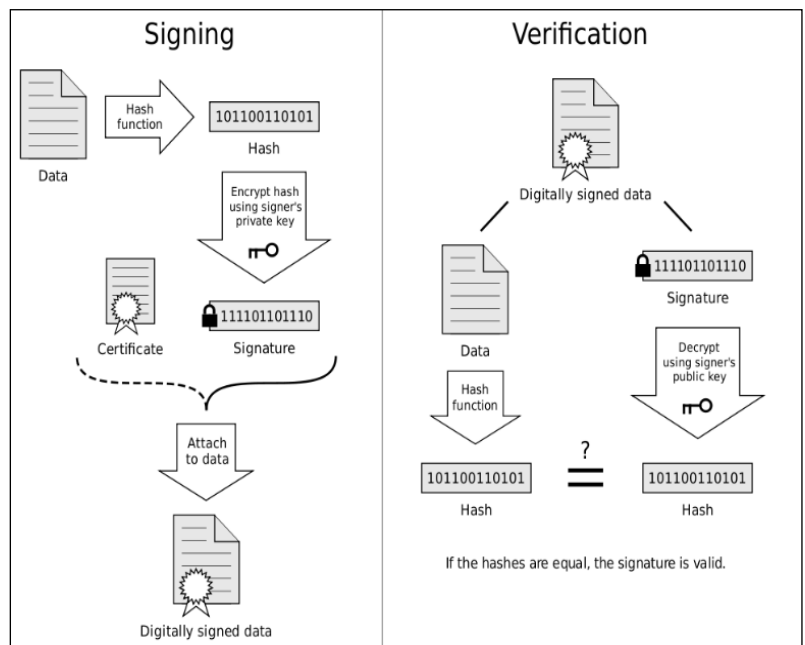 Signing
Hash
function
101100110101
Hash
Data
Encrypt hash
using signer's
private key
111101101110
Certificate
Signature
Attach
to data
Digitally signed data
Verification
Digitally signed data
111101101110
Signature
Data
Decrypt
using signer's
public key
Hash
function
?
101100110101
101100110101
Hash
Hash
If the hashes are equal, the signature is valid.